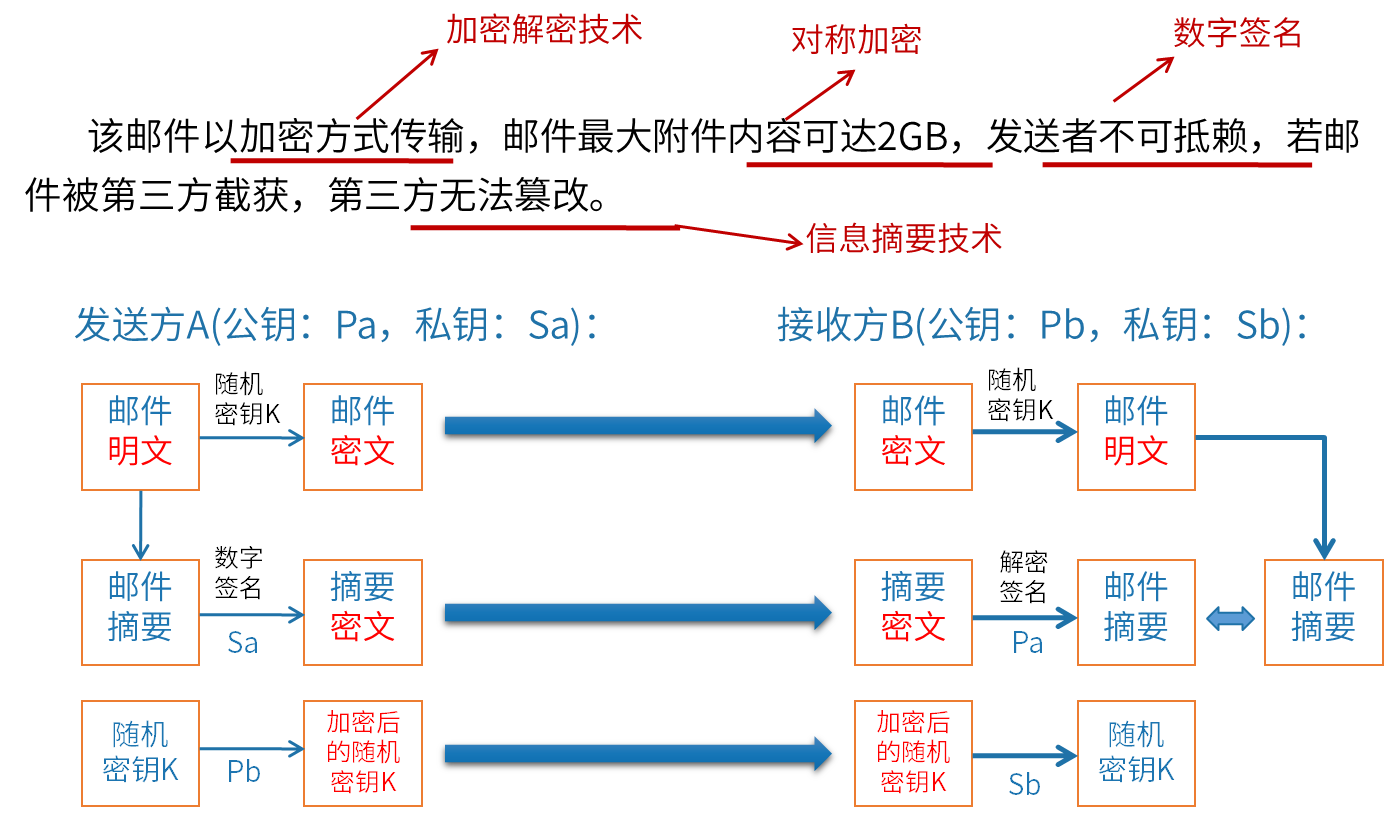 加密解密技术
对称加密
数字签名
该邮件以加密方式传输，邮件最大附件内容可达2GB，发送者不可抵赖，若邮
件被第三方截获，第三方无法篡改。
信息摘要技术
发送方A(公钥：Pa，私钥：Sa)：
接收方B(公钥：Pb，私钥：Sb)：
邮件
明文
随机
密钥K
邮件
密文
邮件
密文
随机
密钥K
邮件
明文
邮件
摘要
数字
签名
Sa
摘要
密文
摘要
密文
解密
签名
Pa
邮件
摘要
邮件
摘要
随机
密钥K
Pb
加密后
的随机
密钥K
加密后
的随机
密钥K
Sb
随机
密钥K